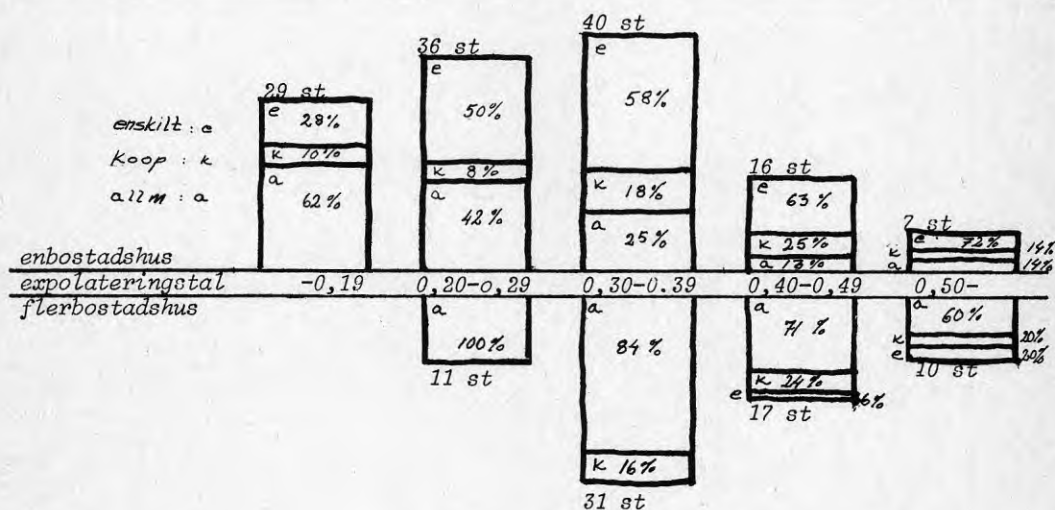 40 st
36 st
e
e
29 st
58%
50%
e
28%
enskilt : e
k 10%
Koop : k
k 8%
16 st
a
a
k
18%
e
allm : a
62%
42%
63%
a
25%
7 st
k 25%
e 72% 14%
k
enbostadshus
a 13%
a 14%
expolateringstal -0,19 0,20-0,29 0,30-0.39 0,40-0,49 0,50-
flerbostadshus
a
a
a
a
60%
100%
84%
71 %
k 20%
e 20%
11 st
k 24%
10 st
e 6%
17 st
k 16%
31 st